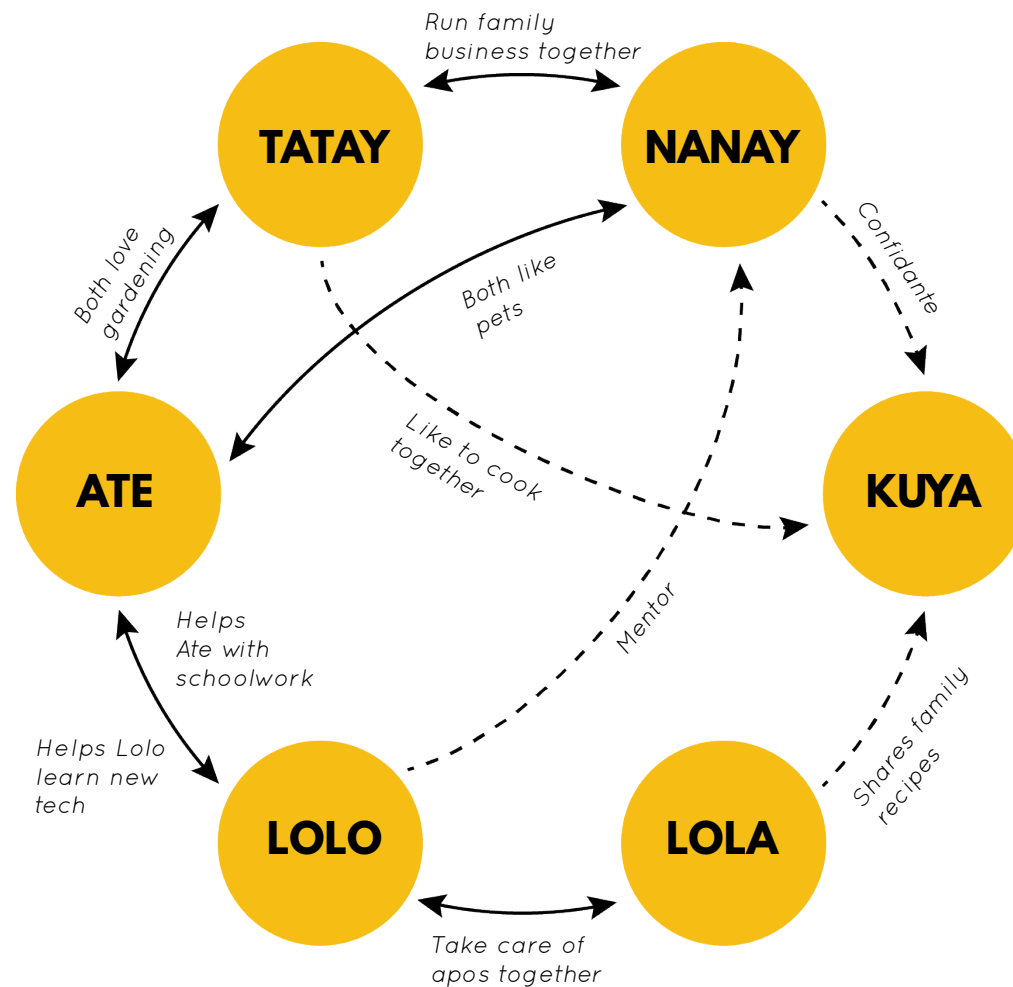 Run family
business together
TATAY
NANAY
Both love
gardening
Confidante
Both like
pets
Like to cook
together
ATE
KUYA
Helps
Ate with
schoolwork
Mentor
Helps Lolo
learn new
tech
Shares family
recipes
LOLO
LOLA
Take care of
apos together